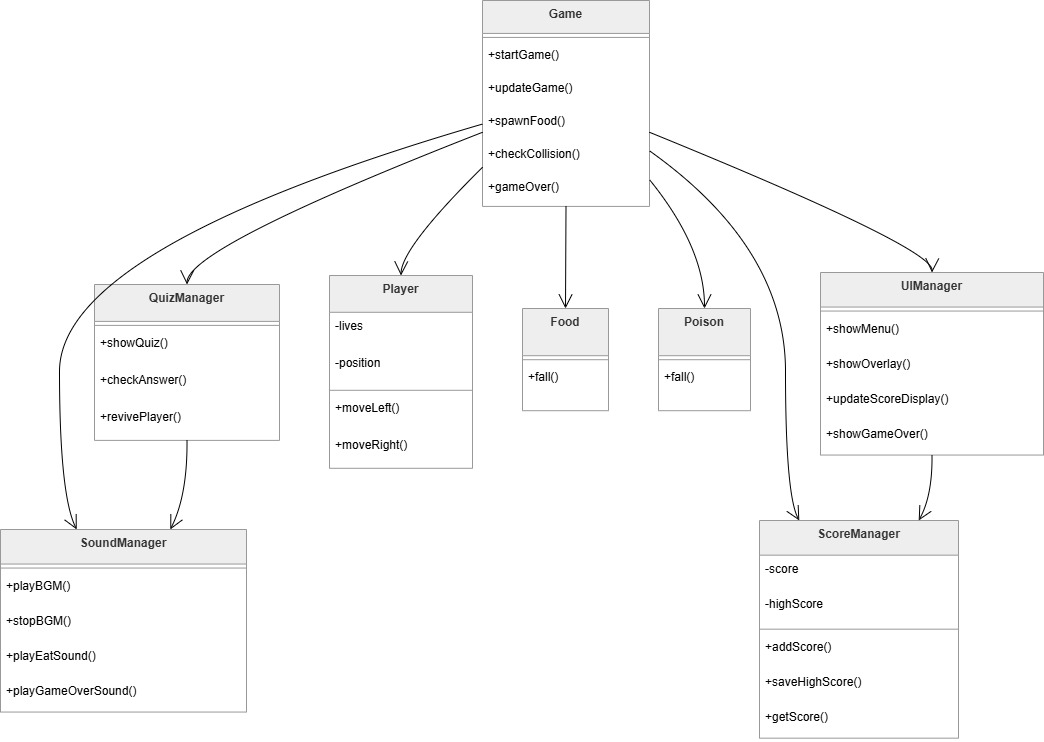 Game
+startGame()
+updateGame()
+spawnFood()
+checkCollision()
+gameOver()
QuizManager
+showQuiz()
+checkAnswer()
+revivePlayer()
Player
-lives
-position
+moveLeft()
+moveRight()
Food
+fall()
Poison
+fall()
UIManager
+showMenu()
+showOverlay()
+updateScoreDisplay()
+showGameOver()
SoundManager
+playBGM()
+stopBGM()
+playEatSound()
+playGameOverSound()
ScoreManager
-score
-highScore
+addScore()
+saveHighScore()
+getScore()